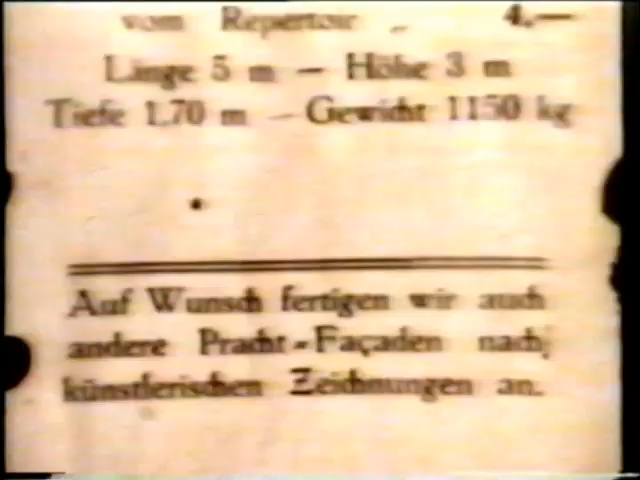 vom Repertoir „ 4.—
Länge 5 m — Höhe 3 m
Tiefe 1.70 m — Gewicht 1150 kg
Auf Wunsch fertigen wir auch
andere Pracht-Façaden nach
künstlerischen Zeichnungen an.